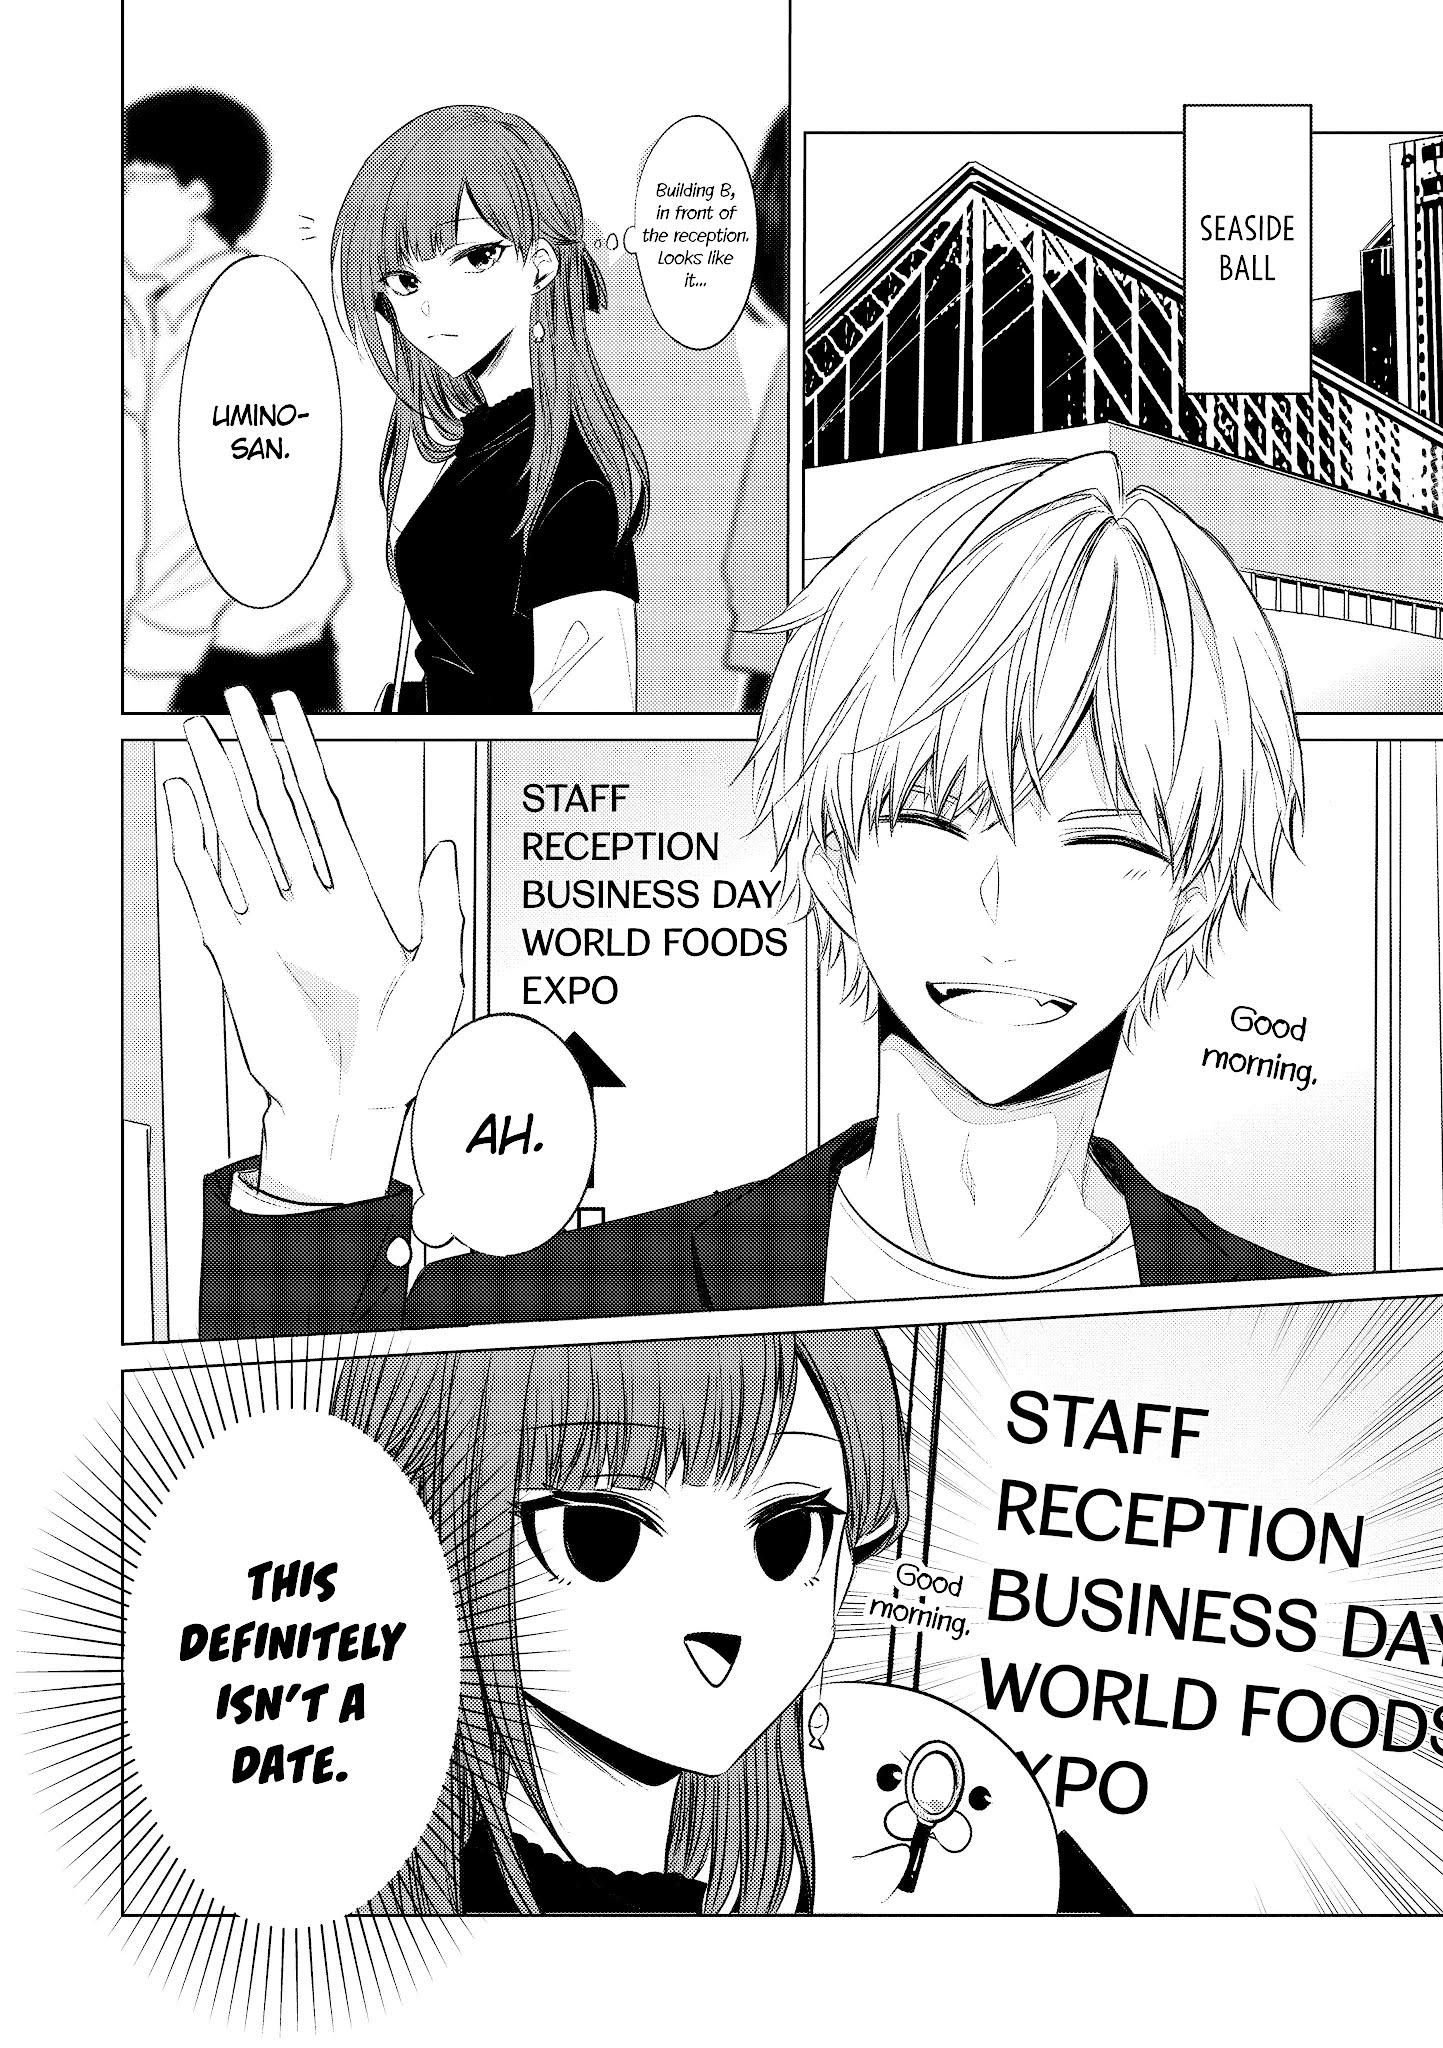 SEASIDE
BALL
Building B,
in front of
the reception.
Looks like
it...
UMINO-
SAN.
STAFF
RECEPTION
BUSINESS DAY
WORLD FOODS
EXPO
Good
morning.
AH.
STAFF
RECEPTION
BUSINESS DAY
WORLD FOODS
XPO
Good
morning.
THIS
DEFINITELY
ISN'T A
DATE.